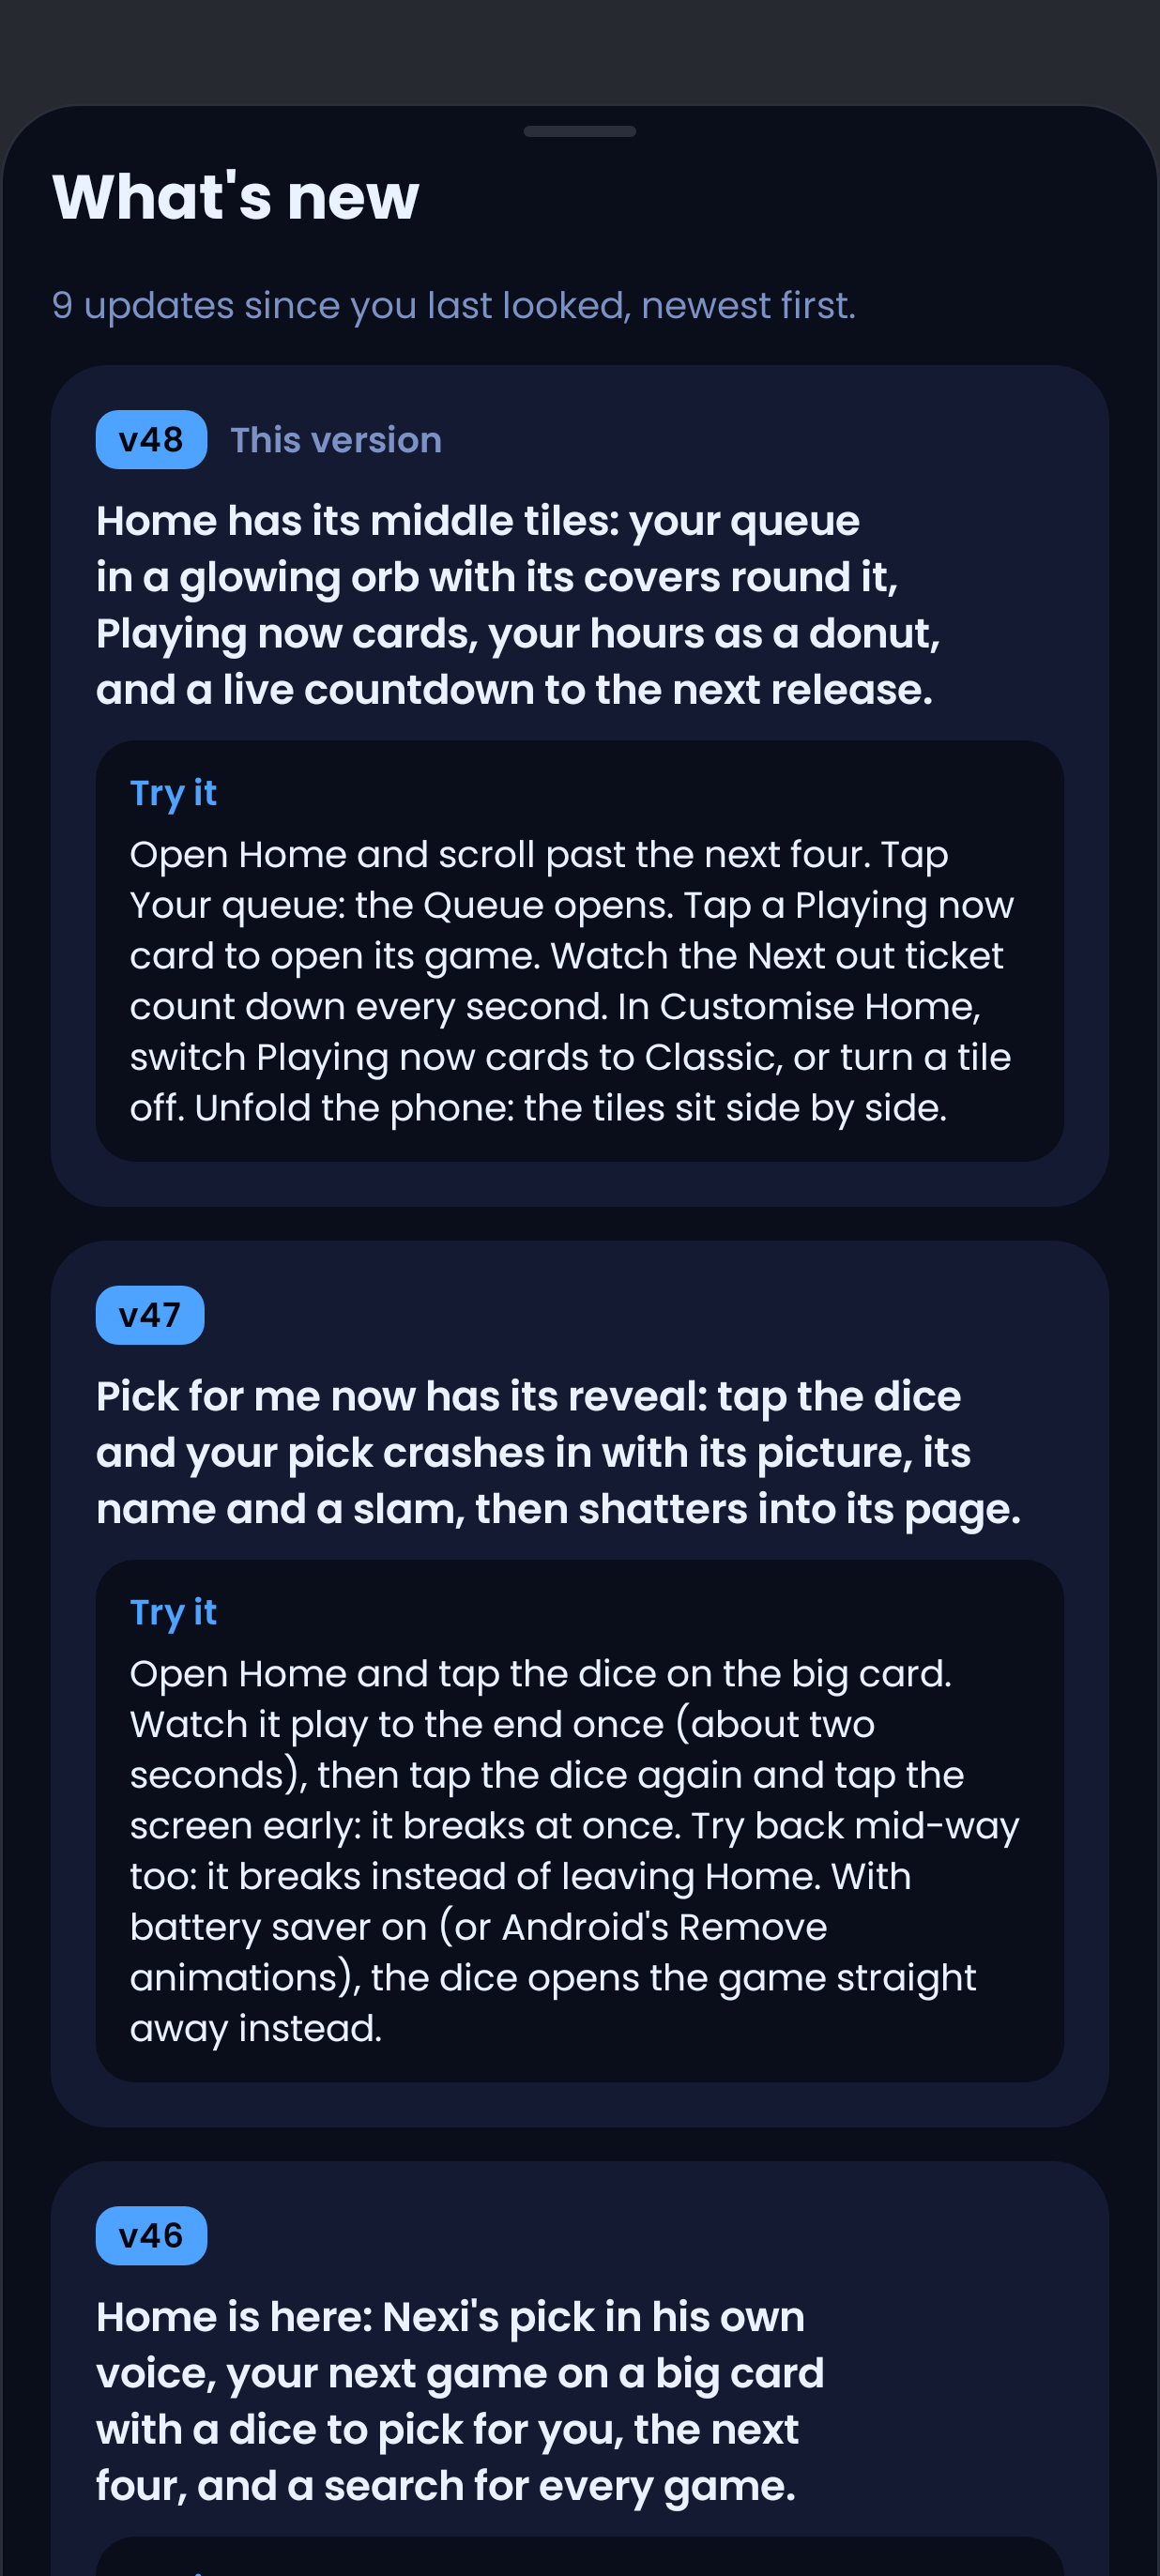 What's new
9 updates since you last looked, newest first.
v48 This version
Home has its middle tiles: your queue
in a glowing orb with its covers round it,
Playing now cards, your hours as a donut,
and a live countdown to the next release.
Try it
Open Home and scroll past the next four. Tap
Your queue: the Queue opens. Tap a Playing now
card to open its game. Watch the Next out ticket
count down every second. In Customise Home,
switch Playing now cards to Classic, or turn a tile
off. Unfold the phone: the tiles sit side by side.
v47
Pick for me now has its reveal: tap the dice
and your pick crashes in with its picture, its
name and a slam, then shatters into its page.
Try it
Open Home and tap the dice on the big card.
Watch it play to the end once (about two
seconds), then tap the dice again and tap the
screen early: it breaks at once. Try back mid-way
too: it breaks instead of leaving Home. With
battery saver on (or Android's Remove
animations), the dice opens the game straight
away instead.
v46
Home is here: Nexi's pick in his own
voice, your next game on a big card
with a dice to pick for you, the next
four, and a search for every game.